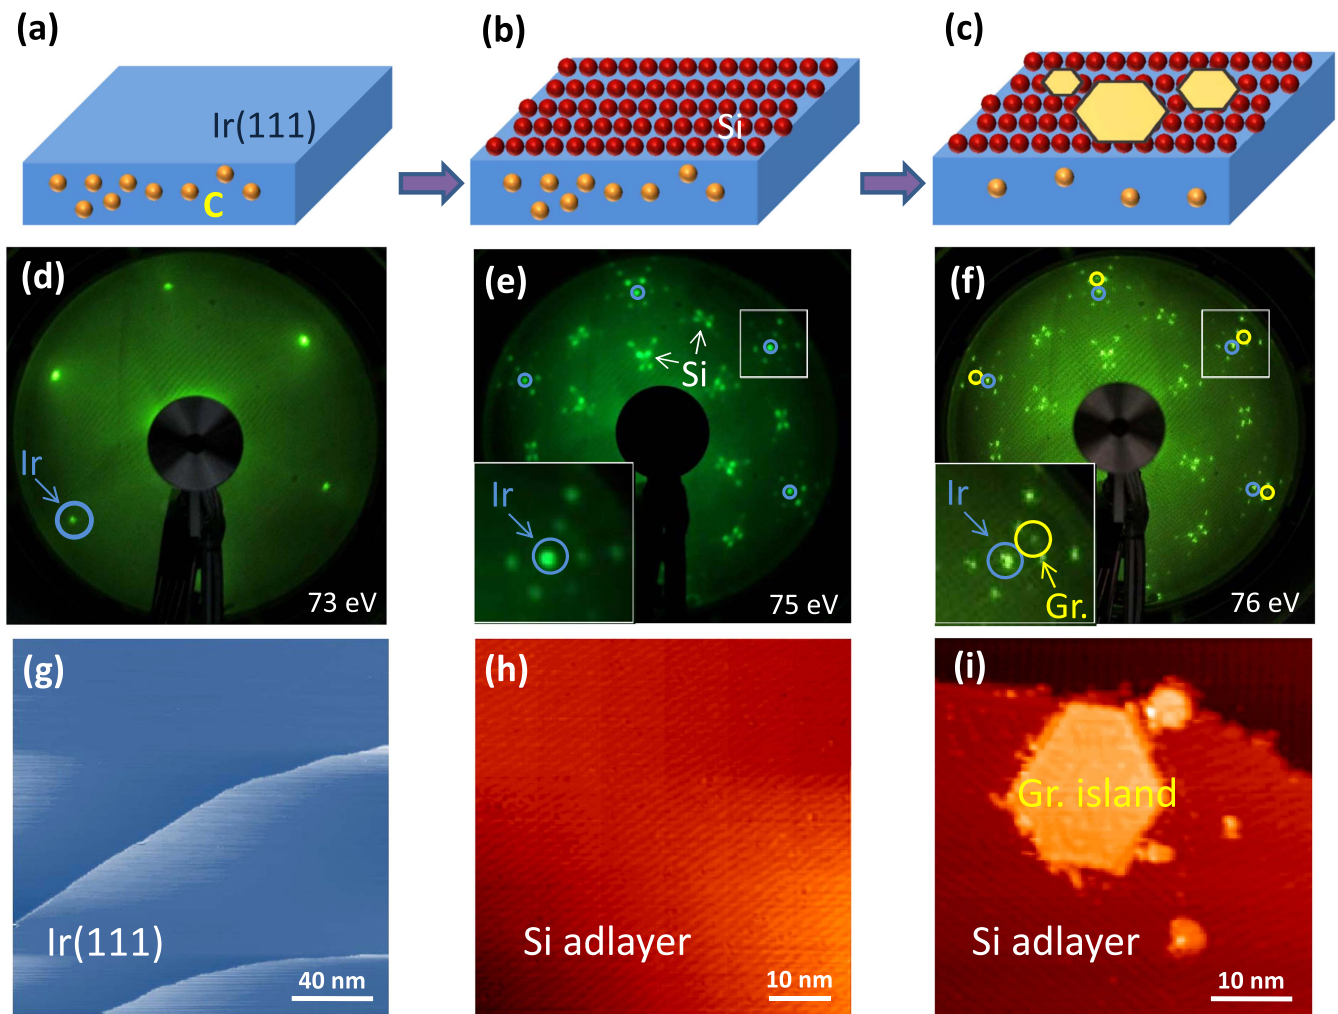 (a)
(b)
(c)
Ir(111)
C
Si
(d)
Ir
73 eV
(e)
Si
Ir
75 eV
(f)
Ir
Gr.
76 eV
(g)
Ir(111)
40 nm
(h)
Si adlayer
10 nm
(i)
Gr. island
Si adlayer
10 nm